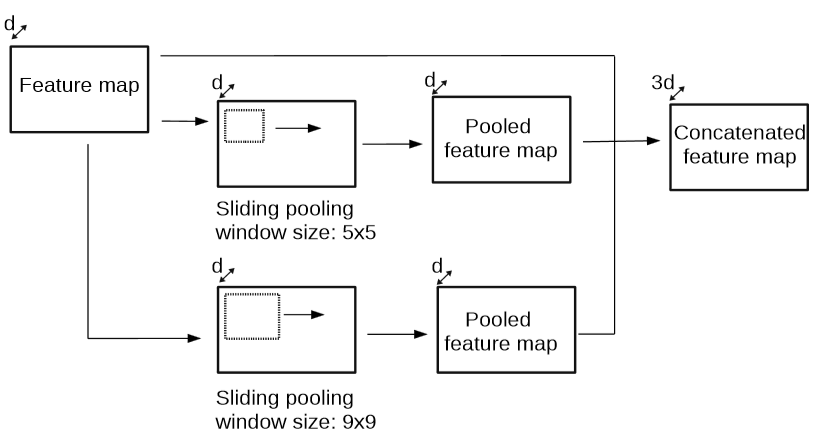 d
Feature map
d
d
Pooled
feature map
3d
Concatenated
feature map
Sliding pooling
window size: 5x5
d
d
Pooled
feature map
Sliding pooling
window size: 9x9